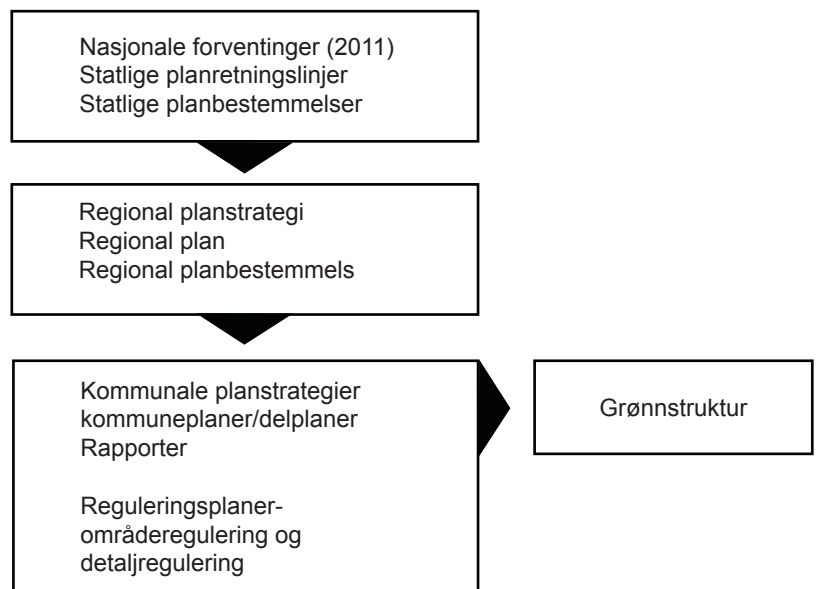 Nasjonale forventinger (2011)
Statlige planretningslinjer
Statlige planbestemmelser
Regional planstrategi
Regional plan
Regional planbestemmels
Kommunale planstrategier
kommuneplaner/delplaner
Rapporter
Reguleringsplaner-
områderegulering og
detaljregulering
Grønnstruktur